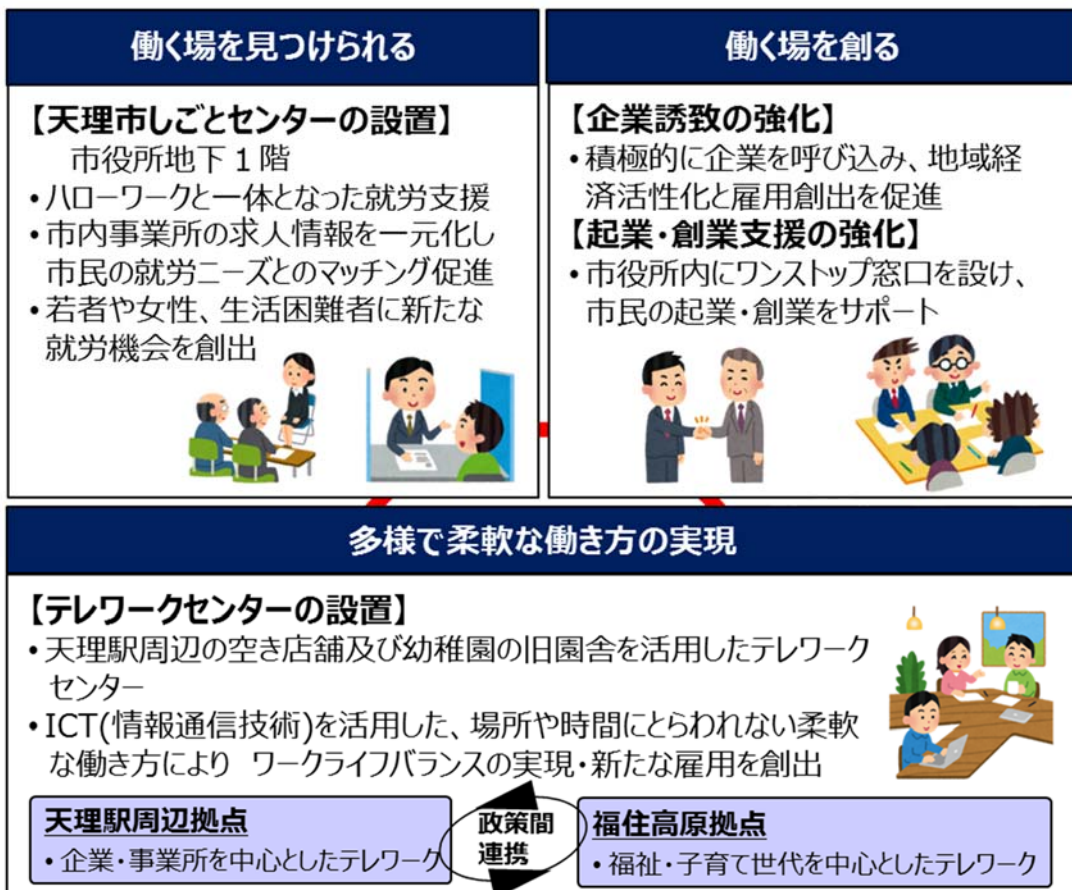 働く場を見つけられる
【天理市しごとセンターの設置】
市役所地下１階
・ハローワークと一体となった就労支援
・市内事業所の求人情報を一元化し
市民の就労ニーズとのマッチング促進
・若者や女性、生活困難者に新たな
就労機会を創出
働く場を創る
【企業誘致の強化】
・積極的に企業を呼び込み、地域経
済活性化と雇用創出を促進
【起業・創業支援の強化】
・市役所内にワンストップ窓口を設け、
市民の起業・創業をサポート
多様で柔軟な働き方の実現
【テレワークセンターの設置】
・天理駅周辺の空き店舗及び幼稚園の旧園舎を活用したテレワーク
センター
・ICT(情報通信技術)を活用した、場所や時間にとらわれない柔軟
な働き方により ワークライフバランスの実現・新たな雇用を創出
天理駅周辺拠点
・企業・事業所を中心としたテレワーク
政策間
連携
福住高原拠点
・福祉・子育て世代を中心としたテレワーク